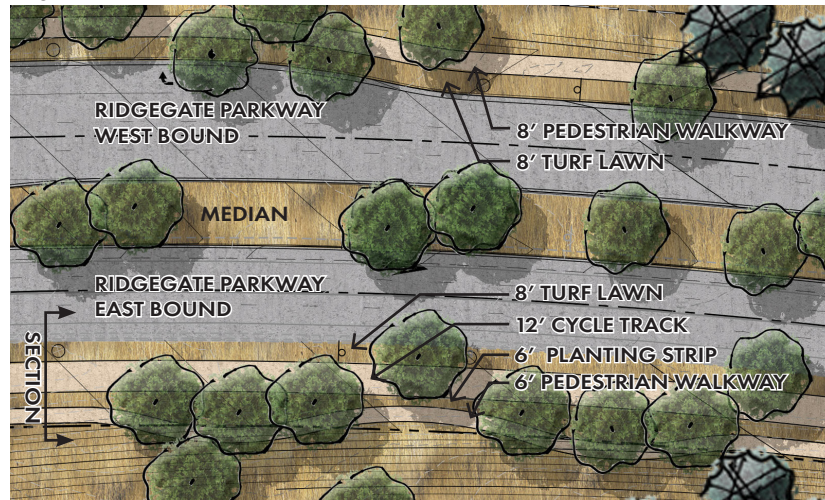 RIDGEGATE PARKWAY
WEST BOUND
8’ PEDESTRIAN WALKWAY
8’ TURF LAWN
MEDIAN
RIDGEGATE PARKWAY
EAST BOUND
8’ TURF LAWN
12’ CYCLE TRACK
6’ PLANTING STRIP
6’ PEDESTRIAN WALKWAY
SECTION